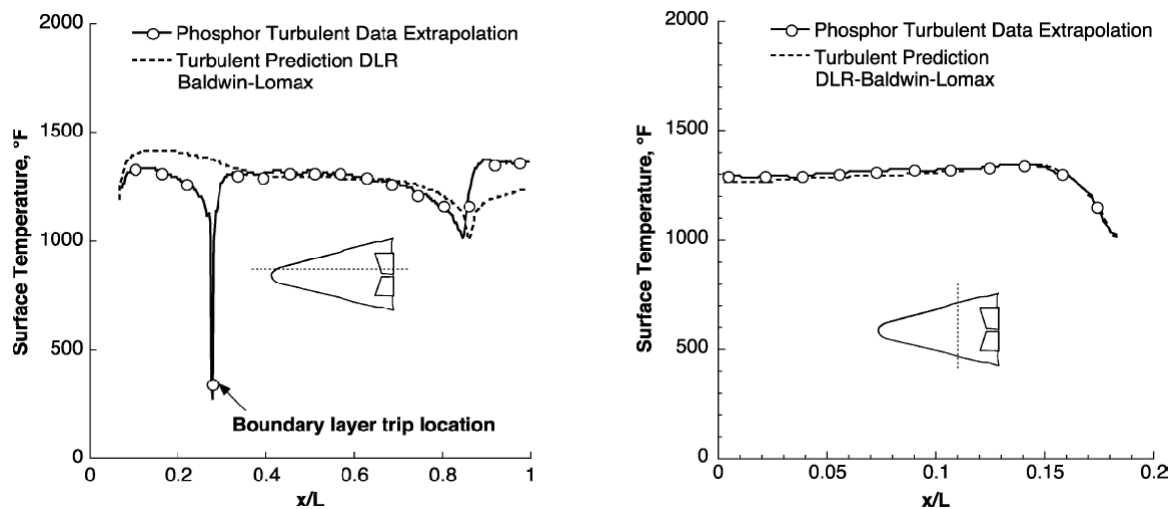 2000
Phosphor Turbulent Data Extrapolation
Turbulent Prediction DLR
Baldwin-Lomax
1500
1000
500
0
Surface Temperature, °F
Boundary layer trip location
0
0.2
0.4
0.6
0.8
1
x/L
2000
Phosphor Turbulent Data Extrapolation
Turbulent Prediction
DLR-Baldwin-Lomax
1500
1000
500
0
Surface Temperature, °F
0
0.05
0.1
0.15
0.2
x/L